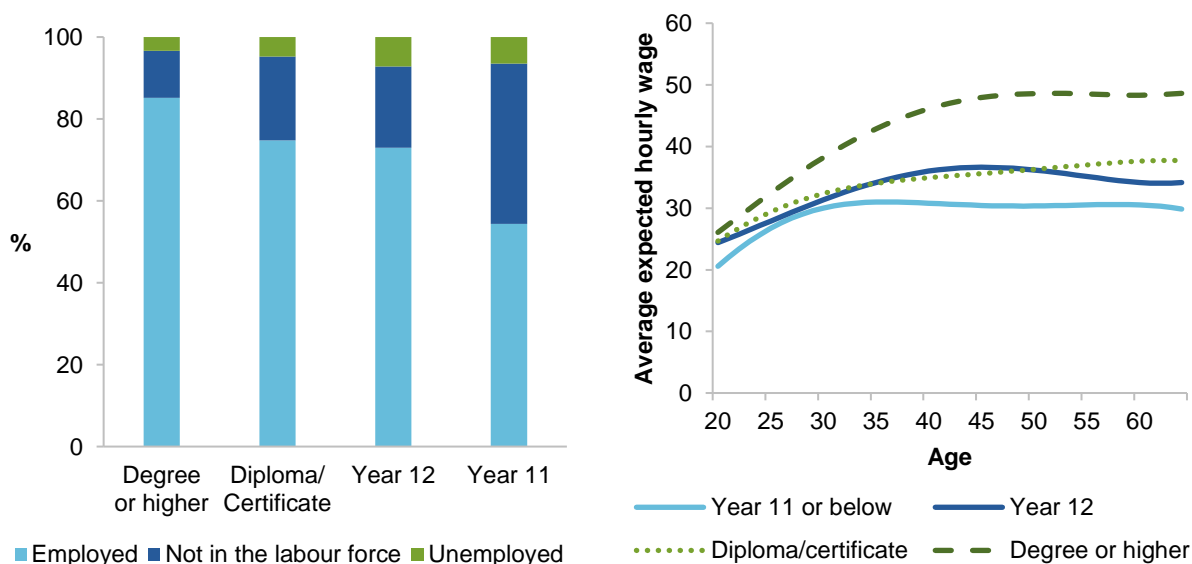 100
80
60
%
40
20
0
Degree or higher
Diploma/ Certificate
Year 12
Year 11
Employed
Not in the labour force
Unemployed
Average expected hourly wage
60
50
40
30
20
10
0
20 25 30 35 40 45 50 55 60
Age
Year 11 or below
Year 12
Diploma/certificate
Degree or higher